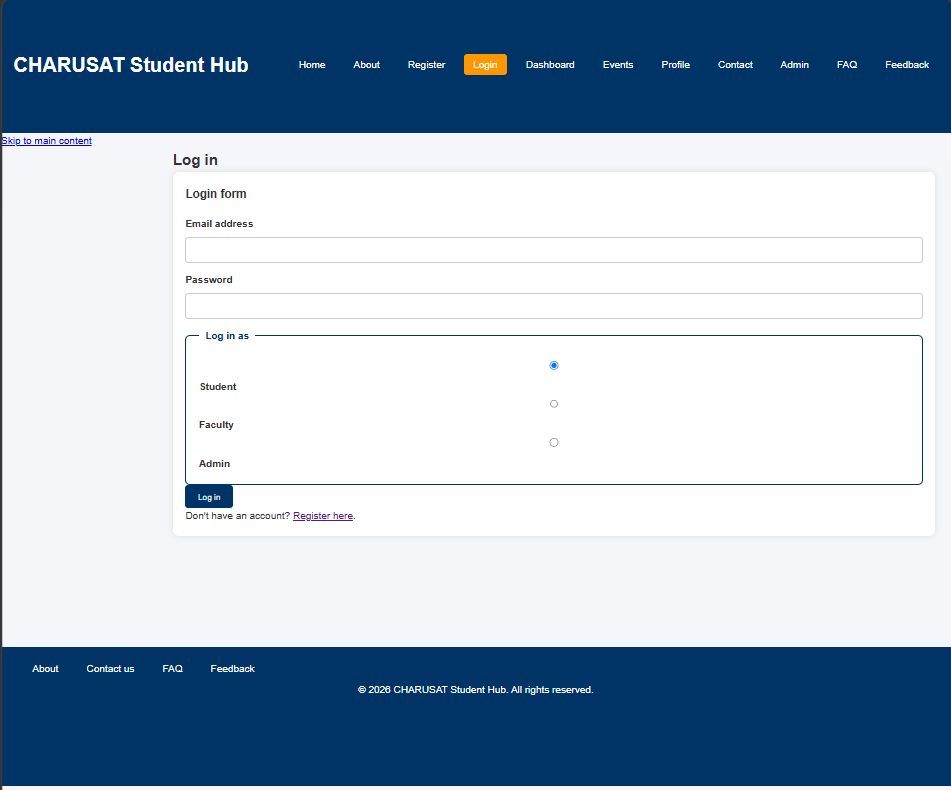 CHARUSAT Student Hub Home About Register Login Dashboard Events Profile Contact Admin FAQ Feedback
Skip to main content
Log in
Login form
Email address
Password
Log in as
Student
Faculty
Admin
Log in
Don't have an account? Register here.
About Contact us FAQ Feedback
© 2026 CHARUSAT Student Hub. All rights reserved.